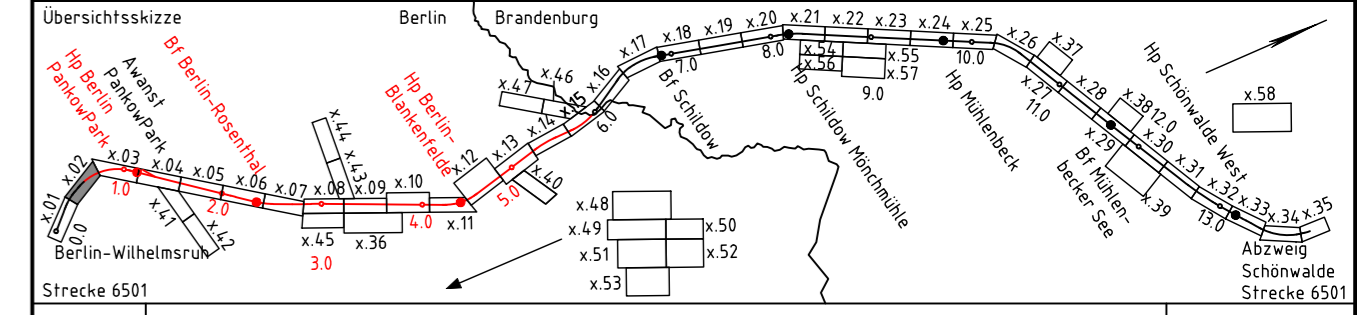 Übersichtsskizze
Berlin
Brandenburg
Hp Berlin
PankowPark
Awanst
PankowPark
Bf Berlin-Rosenthal
Hp Berlin-
Blankenfelde
Bf Schildow
Hp Schildow Mönchmühle
Hp Mühlenbeck
Bf Mühlen-
becker See
Hp Schönwalde West
x.01
x.02
x.03
x.04
x.05
x.06
x.07
x.08
x.09
x.10
x.11
x.12
x.13
x.14
x.15
x.16
x.17
x.18
x.19
x.20
x.21
x.22
x.23
x.24
x.25
x.26
x.27
x.28
x.29
x.30
x.31
x.32
x.33
x.34
x.35
x.36
x.37
x.38
x.39
x.40
x.41
x.42
x.43
x.44
x.45
x.46
x.47
x.48
x.49
x.50
x.51
x.52
x.53
x.54
x.55
x.56
x.57
x.58
0.0
1.0
2.0
3.0
4.0
5.0
6.0
7.0
8.0
9.0
10.0
11.0
12.0
13.0
Berlin-Wilhelmsruh
Strecke 6501
Abzweig
Schönwalde
Strecke 6501